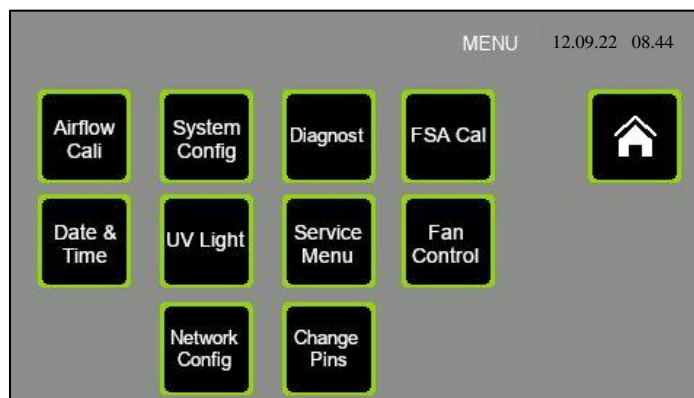 MENU 12.09.22 08.44
Airflow
Cali
System
Config
Diagnost
FSA Cal
Date &
Time
UV Light
Service
Menu
Fan
Control
Network
Config
Change
Pins